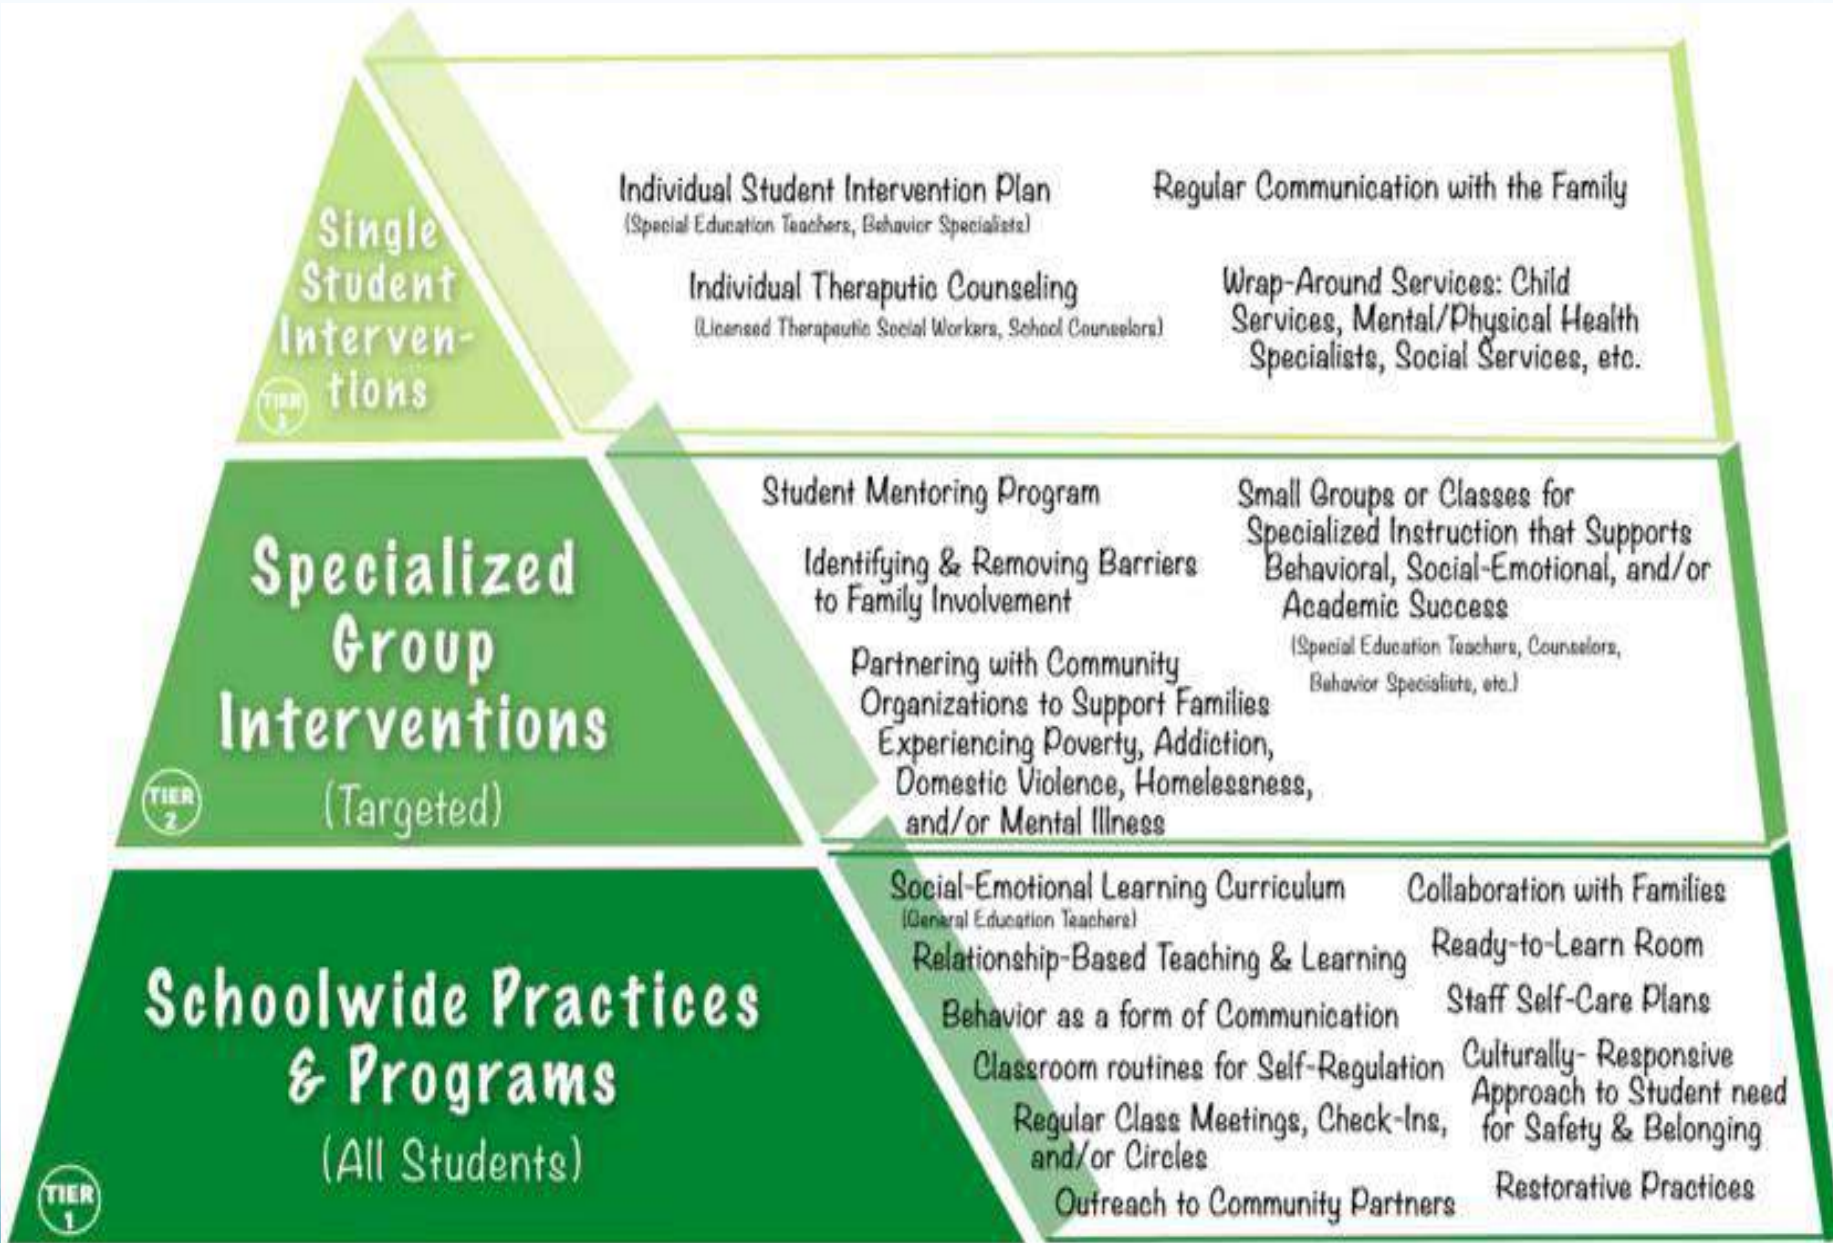 Single
Student
Interven-
tions
TIER
3
Individual Student Intervention Plan
(Special Education Teachers, Behavior Specialists)
Individual Theraputic Counseling
(Licensed Therapeutic Social Workers, School Counselors)
Regular Communication with the Family
Wrap-Around Services: Child
Services, Mental/Physical Health
Specialists, Social Services, etc.
Specialized
Group
Interventions
(Targeted)
TIER
2
Student Mentoring Program
Identifying & Removing Barriers
to Family Involvement
Partnering with Community
Organizations to Support Families
Experiencing Poverty, Addiction,
Domestic Violence, Homelessness,
and/or Mental Illness
Small Groups or Classes for
Specialized Instruction that Supports
Behavioral, Social-Emotional, and/or
Academic Success
(Special Education Teachers, Counselors,
Behavior Specialists, etc.)
Schoolwide Practices
& Programs
(All Students)
TIER
1
Social-Emotional Learning Curriculum
(General Education Teachers)
Relationship-Based Teaching & Learning
Behavior as a form of Communication
Classroom routines for Self-Regulation
Regular Class Meetings, Check-Ins,
and/or Circles
Outreach to Community Partners
Collaboration with Families
Ready-to-Learn Room
Staff Self-Care Plans
Culturally- Responsive
Approach to Student need
for Safety & Belonging
Restorative Practices